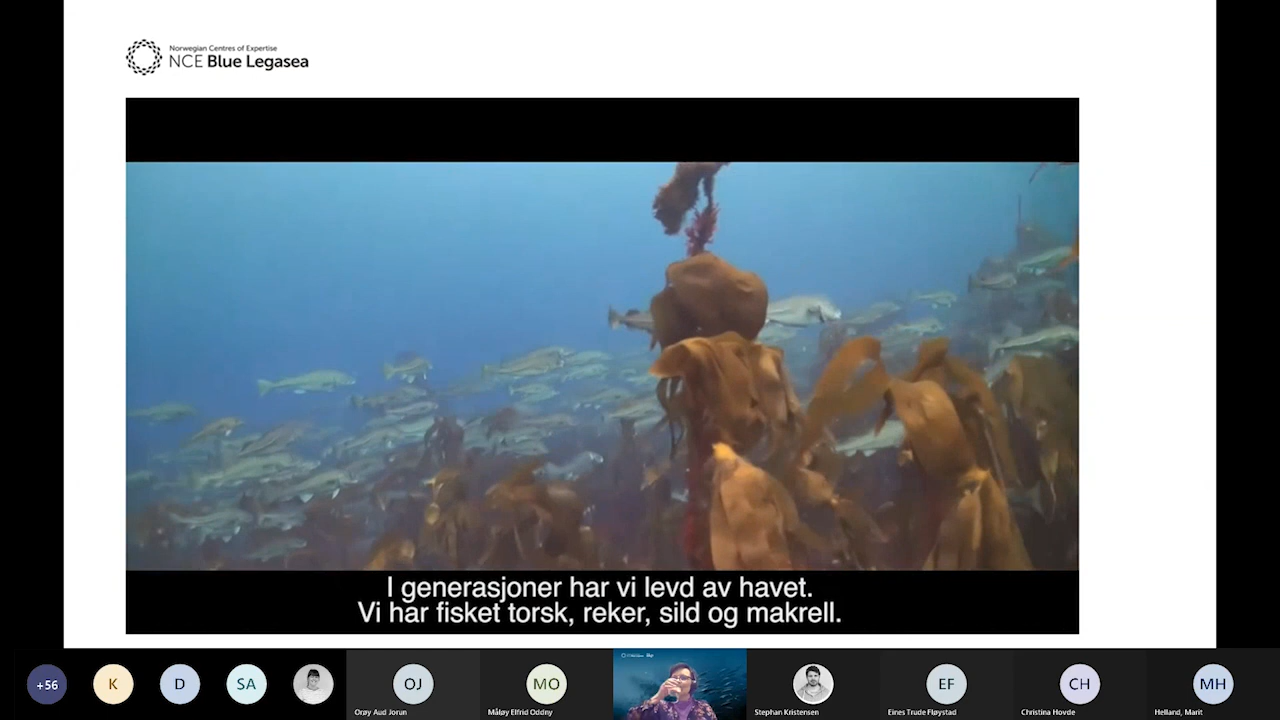 Norwegian Centres of Expertise
NCE Blue Legasea
I generasjoner har vi levd av havet.
Vi har fisket torsk, reker, sild og makrell.
+56
K
D
SA
OJ
Orøy Aud Jorun
MO
Måløy Elfrid Oddny
Stephan Kristensen
EF
Eines Trude Fløystad
CH
Christina Hovde
MH
Helland, Marit